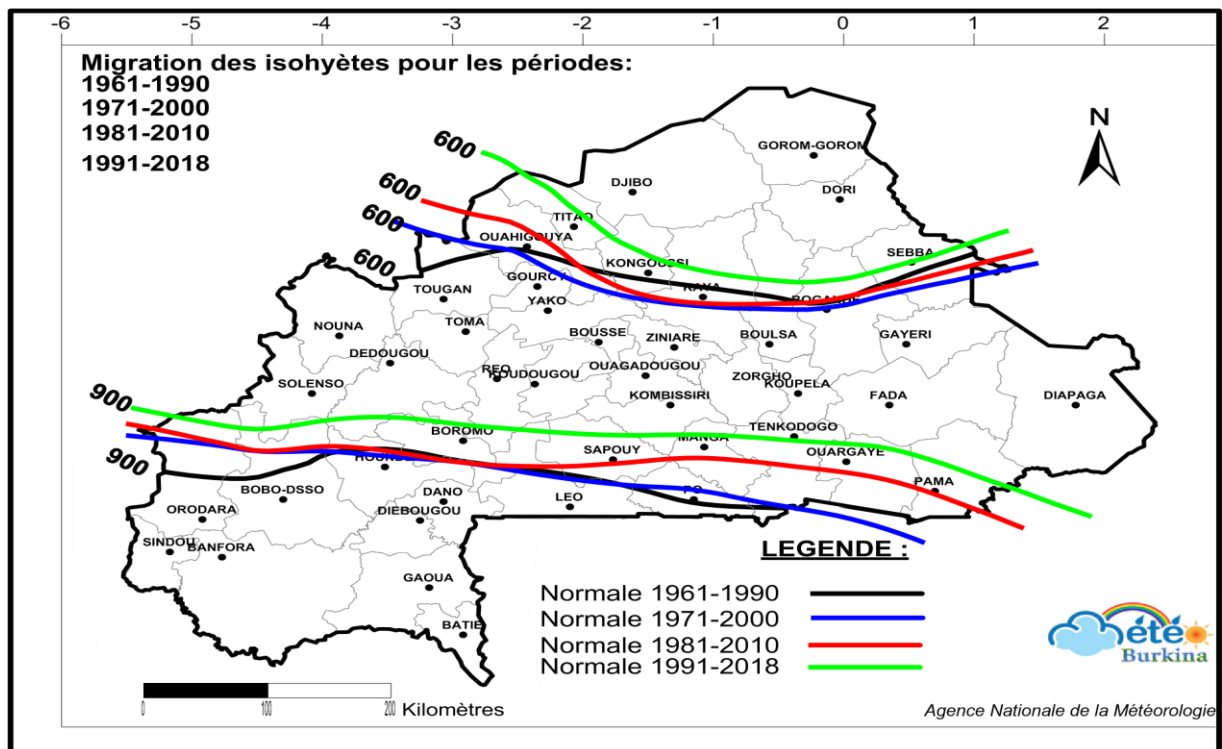 -6 -5 -4 -3 -2 -1 0 1 2
Migration des isohyètes pour les périodes:
1961-1990
1971-2000
1981-2010
1991-2018
N
600
600
600
600
GOROM-GOROM
DJIBO
DORI
TITAO
OUAHIGOUYA
SEBBA
KONGOUSSI
GOURCY
KAYA
TOUGAN
YAKO
NOUNA
TOMA
BOUSSE
ZINIARE
BOULSA
GAYERI
DEDOUGOU
REO
KOUDOUGOU
OUAGADOUGOU
ZORGHO
SOLENSO
KOUPELA
KOMBISSIRI
FADA
DIAPAGA
900
BOROMO
TENKODOGO
MANGA
SAPOUY
OUARGAYE
900
PAMA
BOBO-DSSO
DANO
LEO
PO
ORODARA
DIEBOUGOU
SINDOU
BANFORA
GAOUA
BATIE
LEGENDE :
Normale 1961-1990
Normale 1971-2000
Normale 1981-2010
Normale 1991-2018
été
Burkina
0 100 200
Kilomètres
Agence Nationale de la Météorologie